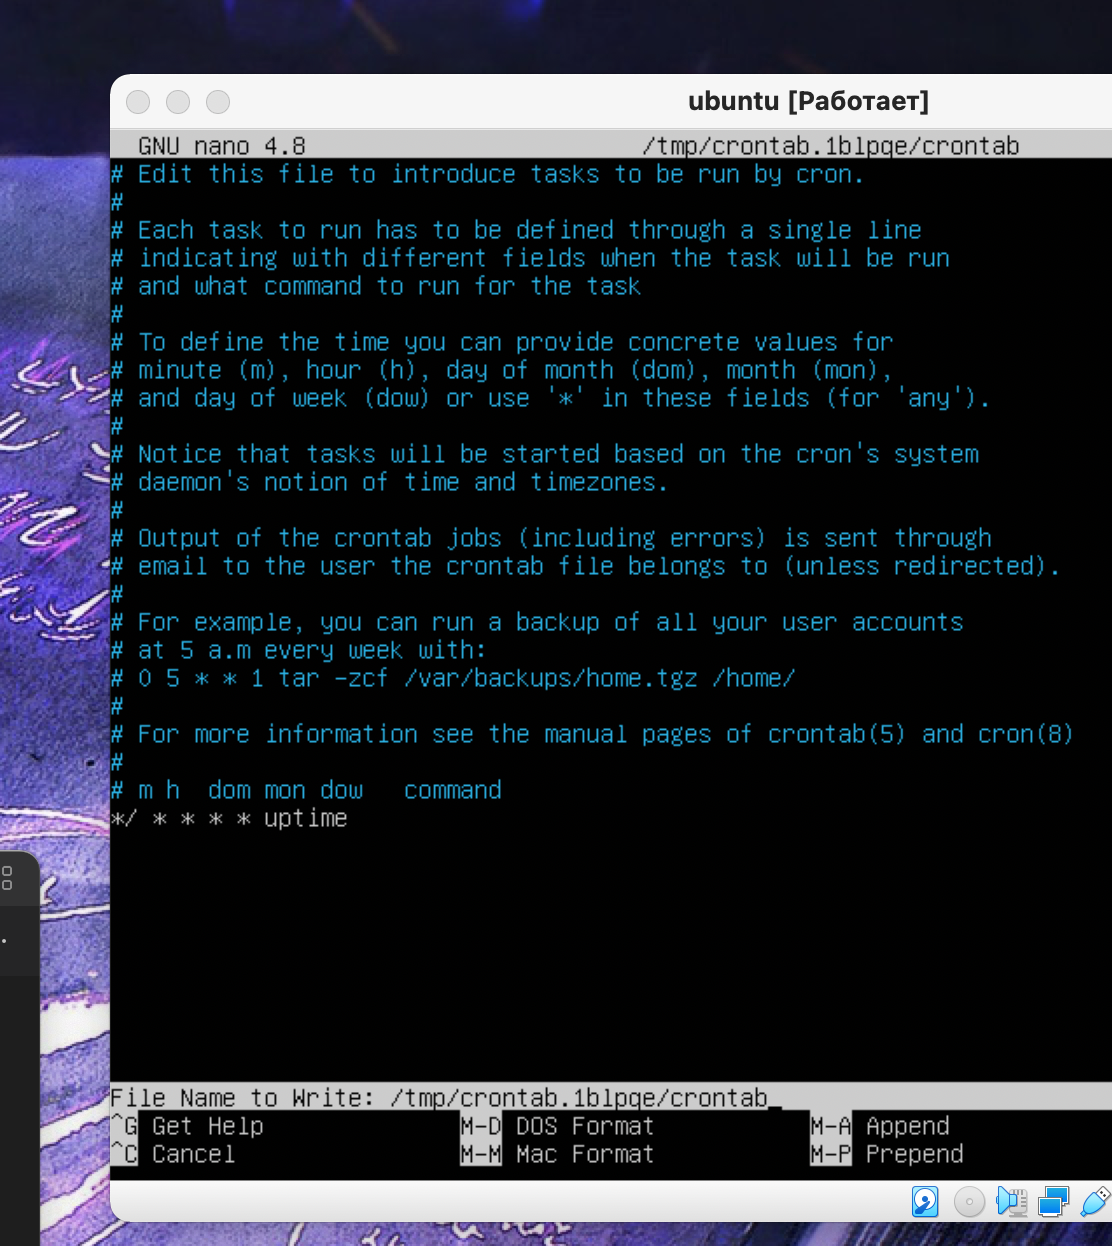 ubuntu [Работает]
GNU nano 4.8 /tmp/crontab.1blpqe/crontab
# Edit this file to introduce tasks to be run by cron.
#
# Each task to run has to be defined through a single line
# indicating with different fields when the task will be run
# and what command to run for the task
#
# To define the time you can provide concrete values for
# minute (m), hour (h), day of month (dom), month (mon),
# and day of week (dow) or use '*' in these fields (for 'any').
#
# Notice that tasks will be started based on the cron's system
# daemon's notion of time and timezones.
#
# Output of the crontab jobs (including errors) is sent through
# email to the user the crontab file belongs to (unless redirected).
#
# For example, you can run a backup of all your user accounts
# at 5 a.m every week with:
# 0 5 * * 1 tar -zcf /var/backups/home.tgz /home/
#
# For more information see the manual pages of crontab(5) and cron(8)
#
# m h  dom mon dow   command
*/ * * * * uptime
File Name to Write: /tmp/crontab.1blpqe/crontab
^G Get Help M-D DOS Format M-A Append
^C Cancel M-M Mac Format M-P Prepend